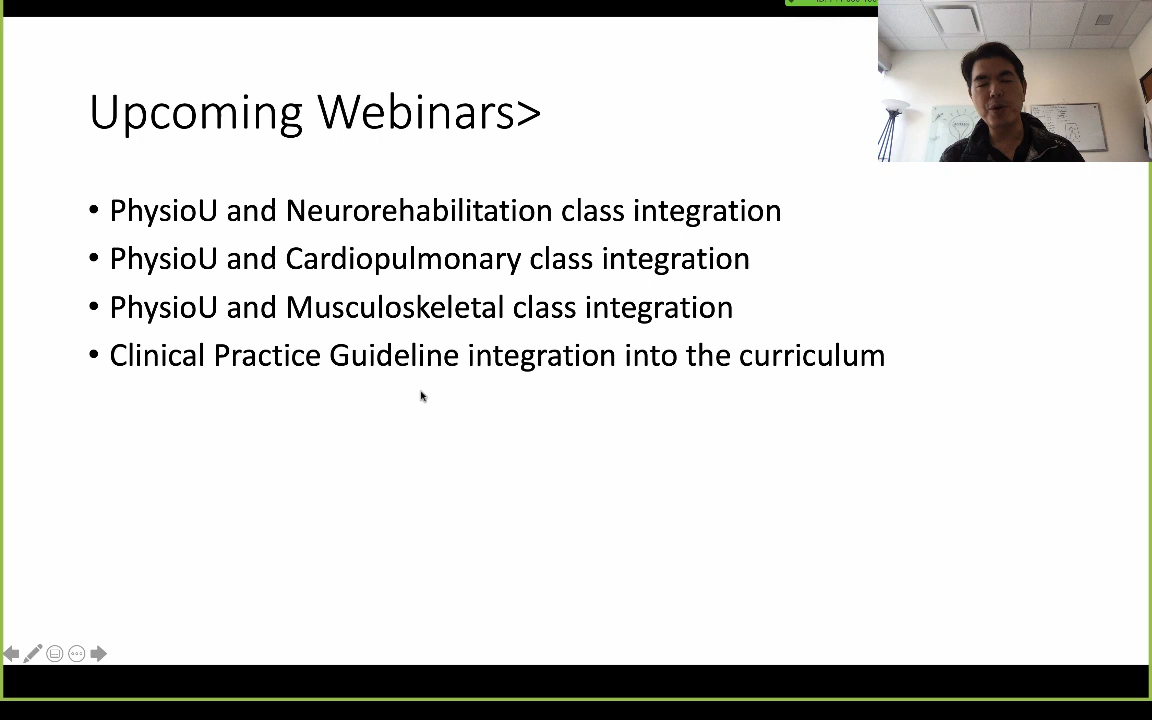 Upcoming Webinars>
• PhysioU and Neurorehabilitation class integration
• PhysioU and Cardiopulmonary class integration
• PhysioU and Musculoskeletal class integration
• Clinical Practice Guideline integration into the curriculum